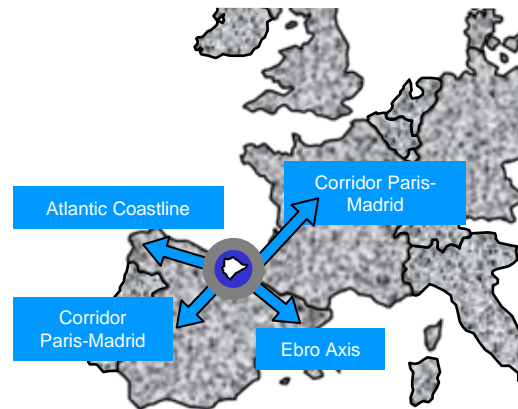 Corridor Paris-
Madrid
Atlantic Coastline
Corridor
Paris-Madrid
Ebro Axis